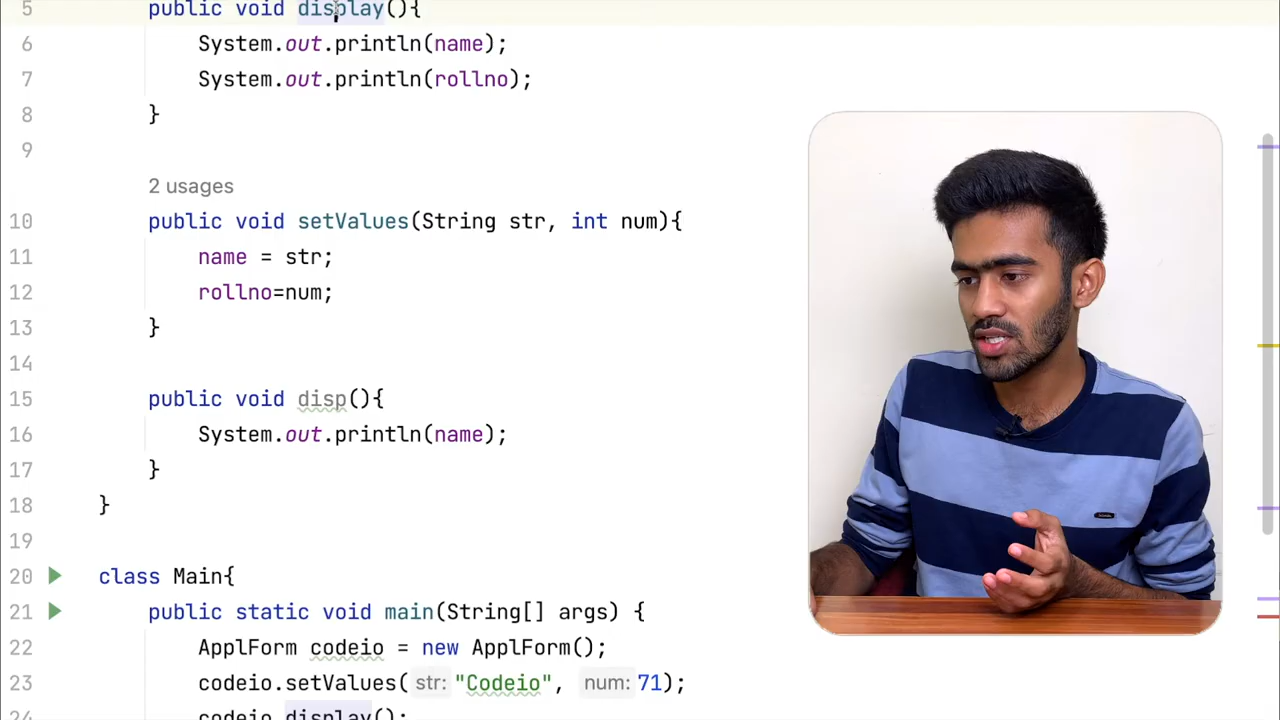 5 public void display(){
6 System.out.println(name);
7 System.out.println(rollno);
8 }
9
2 usages
10 public void setValues(String str, int num){
11 name = str;
12 rollno=num;
13 }
14
15 public void disp(){
16 System.out.println(name);
17 }
18 }
19
20 class Main{
21 public static void main(String[] args) {
22 ApplForm codeio = new ApplForm();
23 codeio.setValues( str: "Codeio", num: 71);
24 codeio.display();